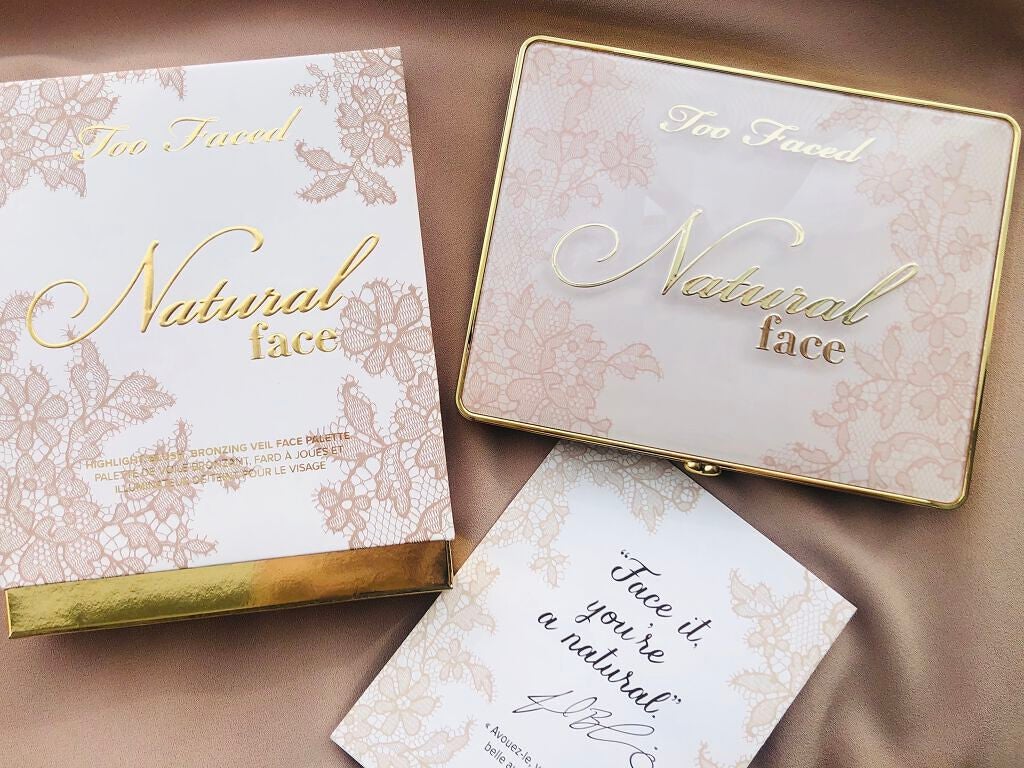 Too Faced
Natural
face
HIGHLIGHT, BLUSH, BRONZING VEIL FACE PALETTE
PALETTE DE VOILE BRONZANT, FARD À JOUES ET
ILLUMINATEUR DE TEINT POUR LE VISAGE
Too Faced
Natural
face
“Face it,
you're
a natural.”
« Avouez-le, v
belle au